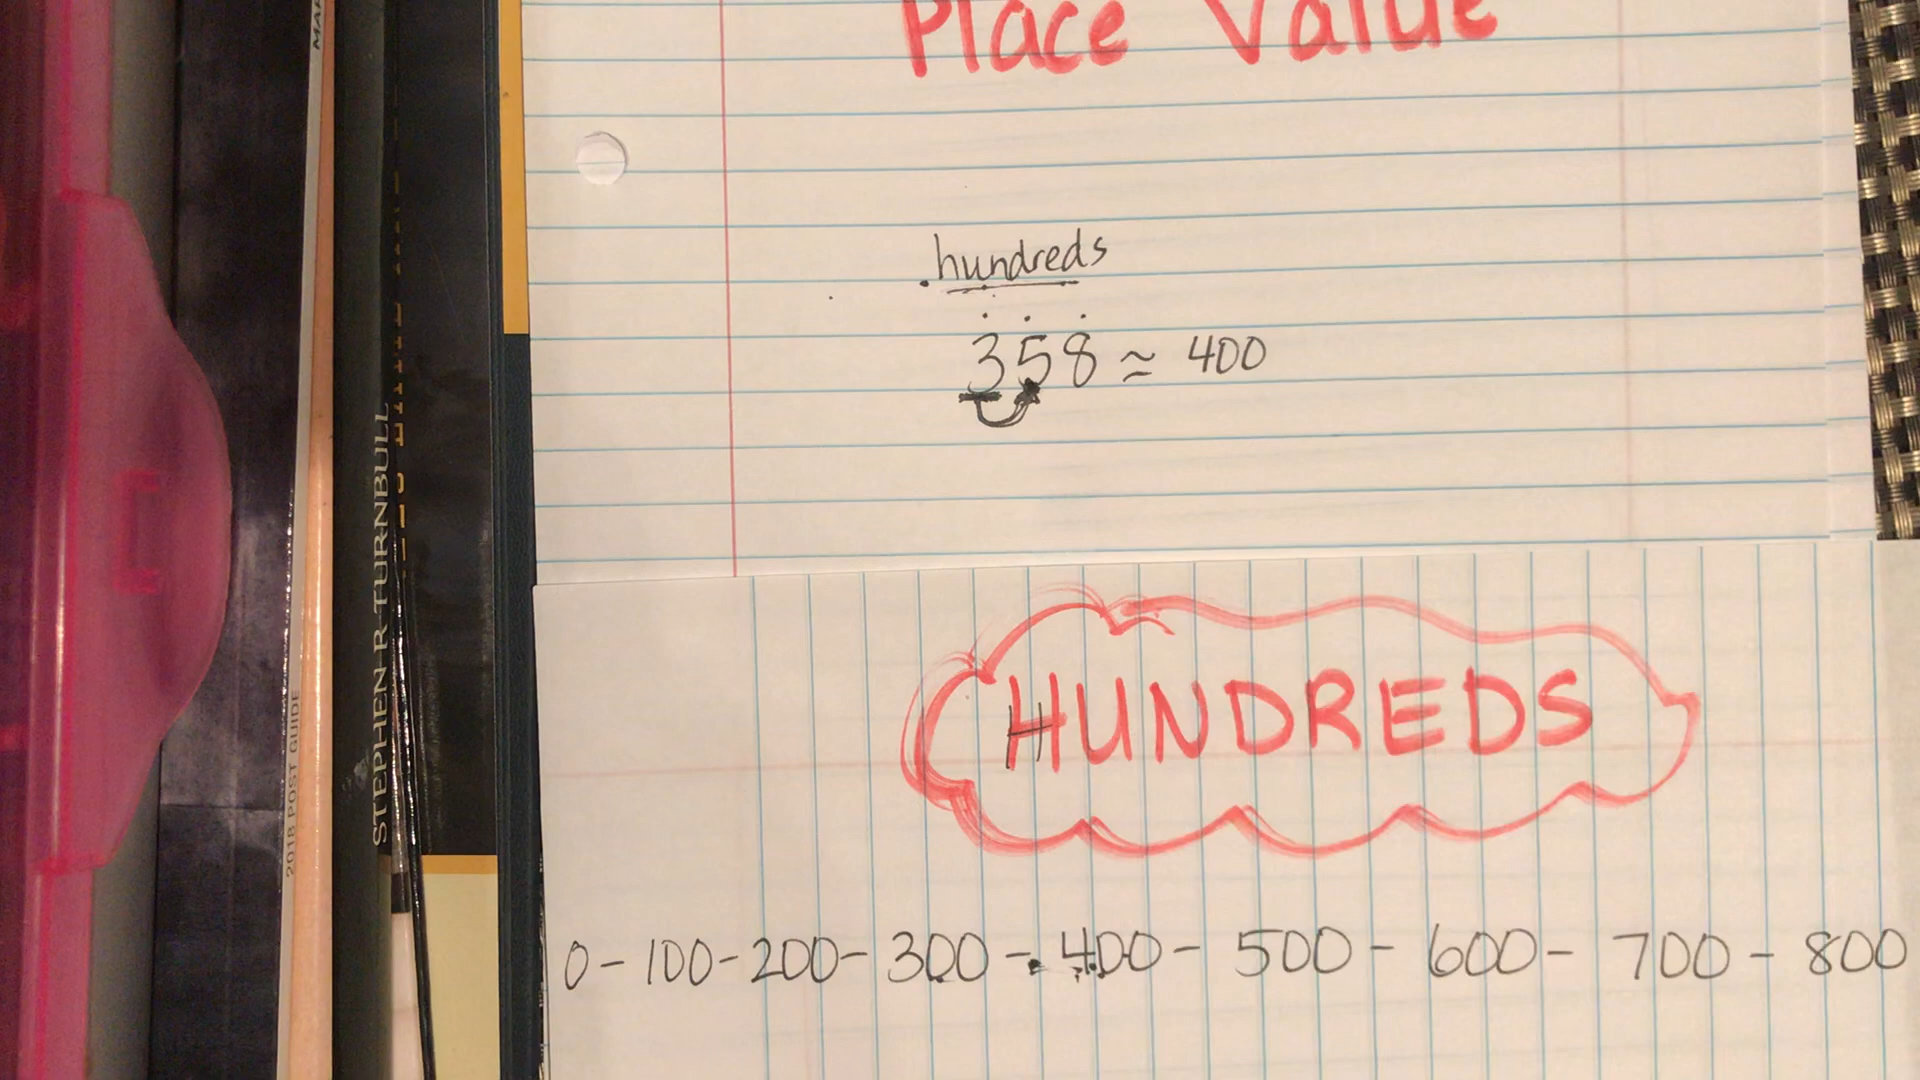 Place Value
hundreds
358 ≈ 400
HUNDREDS
0 - 100 - 200 - 300 - 400 - 500 - 600 - 700 - 800
STEPHEN R TURNBULL
2018 POST GUIDE